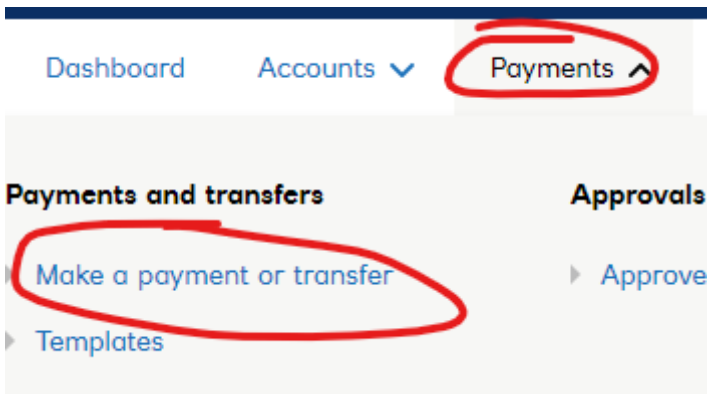 Dashboard Accounts Payments
Payments and transfers
Approvals
Make a payment or transfer
Approve
Templates